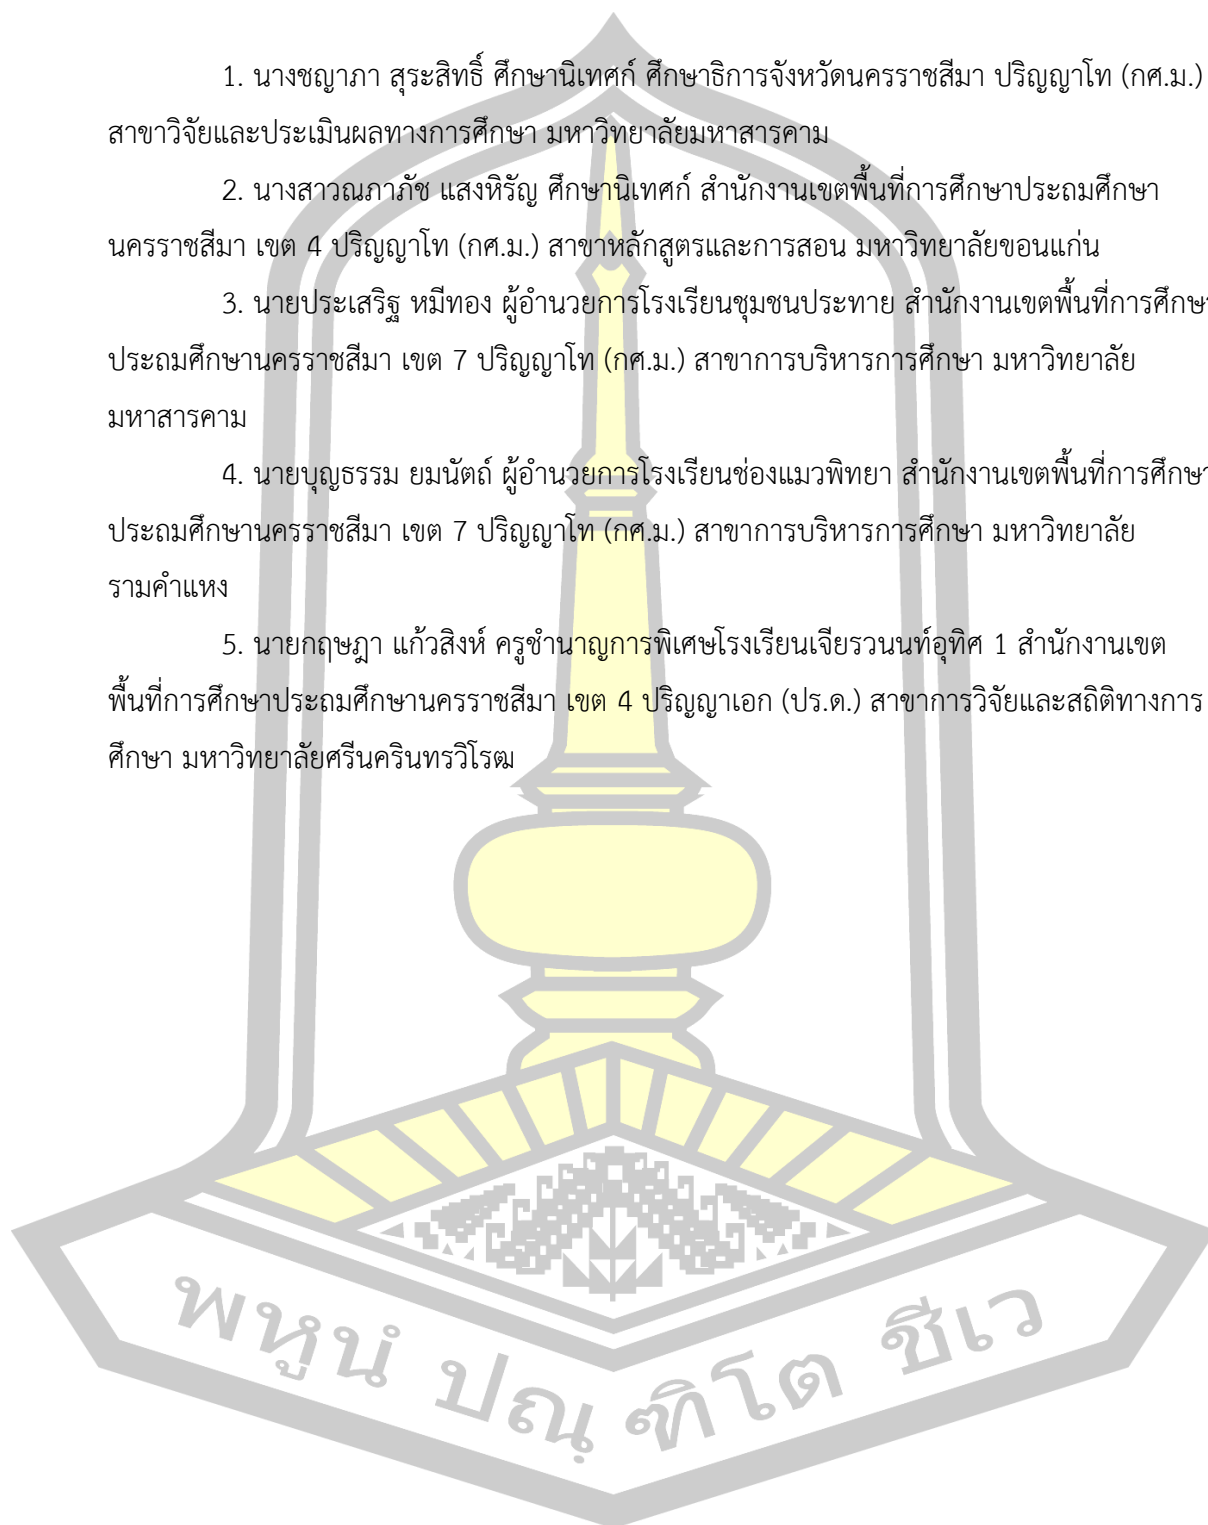 1. นางชญาภา สุระสิทธิ์ ศึกษานิเทศก์ ศึกษาธิการจังหวัดนครราชสีมา ปริญญาโท (กศ.ม.)
สาขาวิจัยและประเมินผลทางการศึกษา มหาวิทยาลัยมหาสารคาม
2. นางสาวณภาภัช แสงหิรัญ ศึกษานิเทศก์ สำนักงานเขตพื้นที่การศึกษาประถมศึกษา
นครราชสีมา เขต 4 ปริญญาโท (กศ.ม.) สาขาหลักสูตรและการสอน มหาวิทยาลัยขอนแก่น
3. นายประเสริฐ หมีทอง ผู้อำนวยการโรงเรียนชุมชนประทาย สำนักงานเขตพื้นที่การศึกษา
ประถมศึกษานครราชสีมา เขต 7 ปริญญาโท (กศ.ม.) สาขาการบริหารการศึกษา มหาวิทยาลัย
มหาสารคาม
4. นายบุญธรรม ยมนัตถ์ ผู้อำนวยการโรงเรียนช่องแมวพิทยา สำนักงานเขตพื้นที่การศึกษา
ประถมศึกษานครราชสีมา เขต 7 ปริญญาโท (กศ.ม.) สาขาการบริหารการศึกษา มหาวิทยาลัย
รามคำแหง
5. นายกฤษฎา แก้วสิงห์ ครูชำนาญการพิเศษโรงเรียนเจียรวนนท์อุทิศ 1 สำนักงานเขต
พื้นที่การศึกษาประถมศึกษานครราชสีมา เขต 4 ปริญญาเอก (ปร.ด.) สาขาการวิจัยและสถิติทางการ
ศึกษา มหาวิทยาลัยศรีนครินทรวิโรฒ
พหูนํ ปณฺ ฑิโต ชีเว